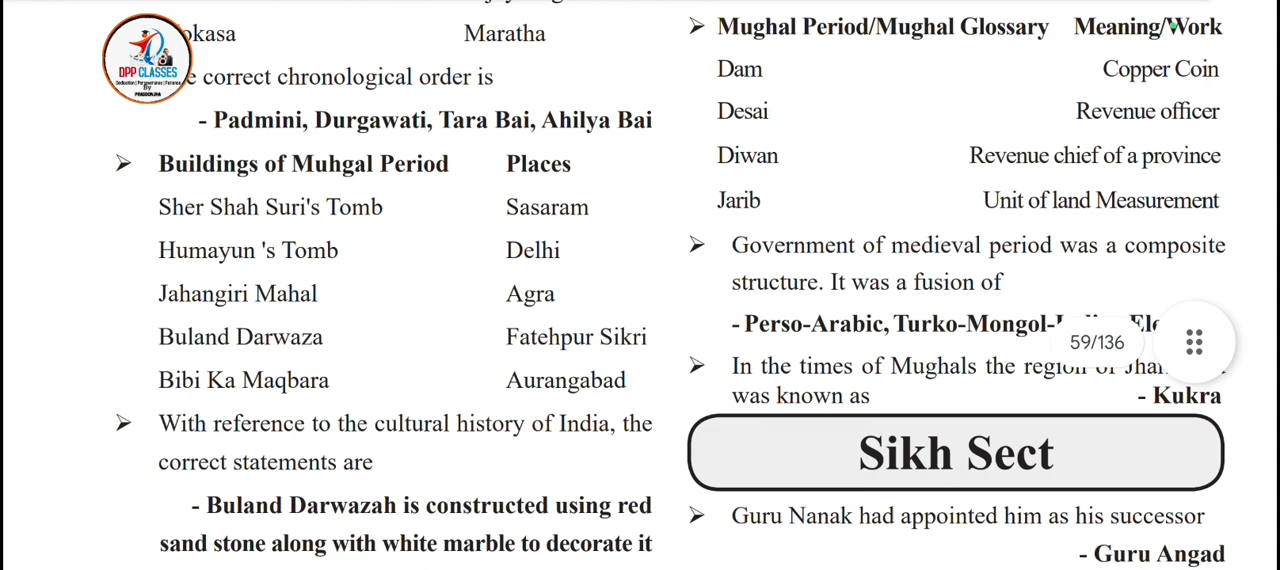 Maratha
correct chronological order is
- Padmini, Durgawati, Tara Bai, Ahilya Bai
➢ Buildings of Muhgal Period Places
Sher Shah Suri's Tomb Sasaram
Humayun 's Tomb Delhi
Jahangiri Mahal Agra
Buland Darwaza Fatehpur Sikri
Bibi Ka Maqbara Aurangabad
➢ With reference to the cultural history of India, the
correct statements are
- Buland Darwazah is constructed using red
sand stone along with white marble to decorate it
➢ Mughal Period/Mughal Glossary Meaning/Work
Dam Copper Coin
Desai Revenue officer
Diwan Revenue chief of a province
Jarib Unit of land Measurement
➢ Government of medieval period was a composite
structure. It was a fusion of
- Perso-Arabic, Turko-Mongol-
59/136
➢ In the times of Mughals the region of
was known as - Kukra
Sikh Sect
➢ Guru Nanak had appointed him as his successor
- Guru Angad
DPP CLASSES
By